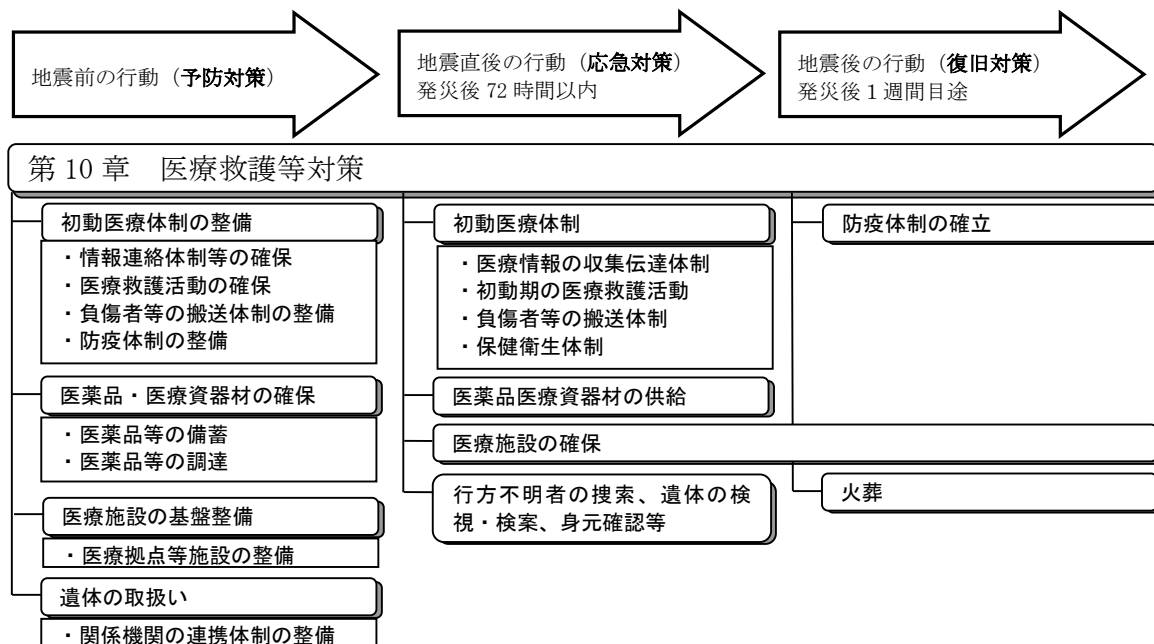 地震前の行動（予防対策）
地震直後の行動（応急対策）
発災後 72 時間以内
地震後の行動（復旧対策）
発災後 1 週間目途
第 10 章　医療救護等対策
初動医療体制の整備
・情報連絡体制等の確保
・医療救護活動の確保
・負傷者等の搬送体制の整備
・防疫体制の整備
医薬品・医療資器材の確保
・医薬品等の備蓄
・医薬品等の調達
医療施設の基盤整備
・医療拠点等施設の整備
遺体の取扱い
・関係機関の連携体制の整備
初動医療体制
・医療情報の収集伝達体制
・初動期の医療救護活動
・負傷者等の搬送体制
・保健衛生体制
医薬品医療資器材の供給
医療施設の確保
行方不明者の捜索、遺体の検
視・検案、身元確認等
防疫体制の確立
火葬